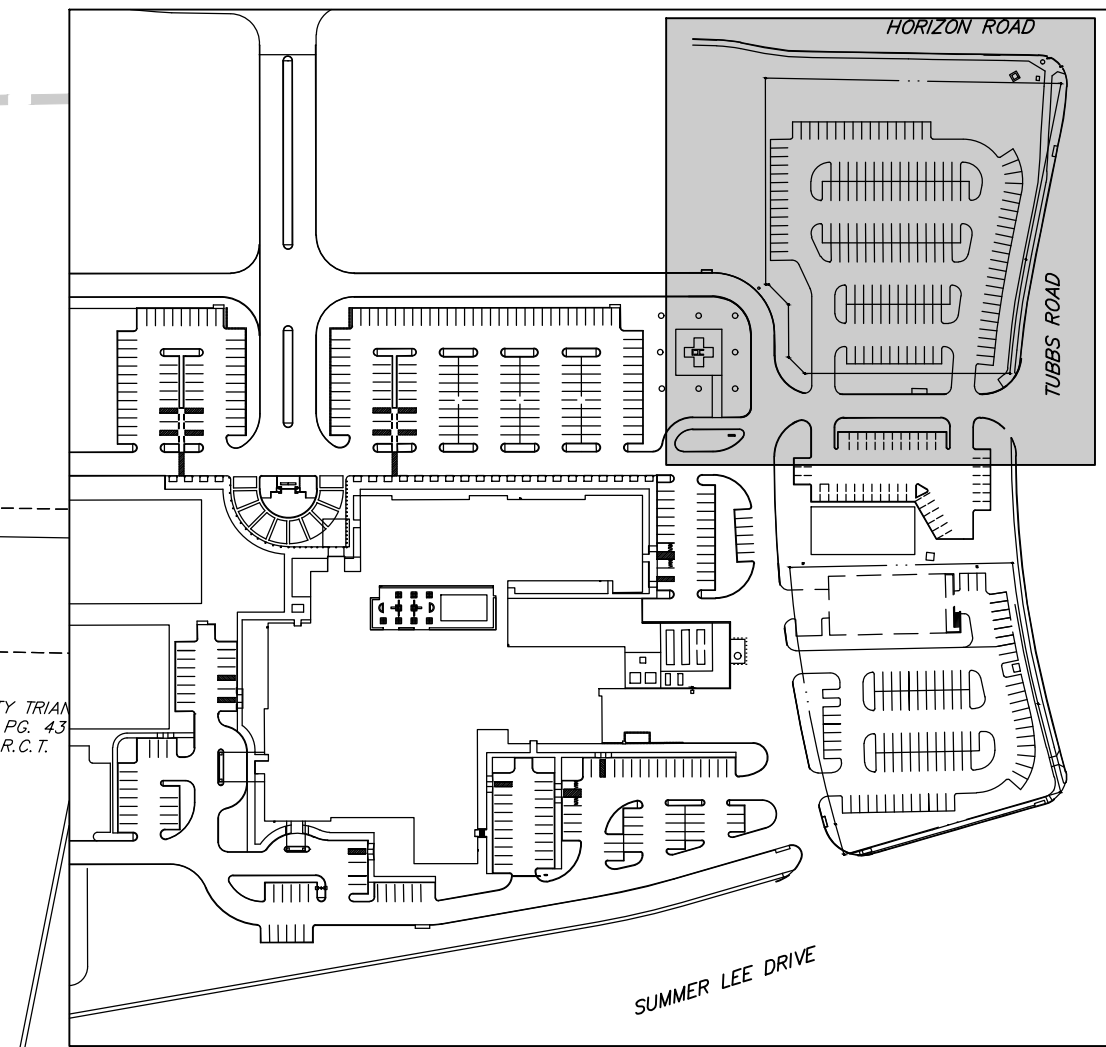 HORIZON ROAD
TUBBS ROAD
TY TRIAN
PG. 43
R.C.T.
SUMMER LEE DRIVE